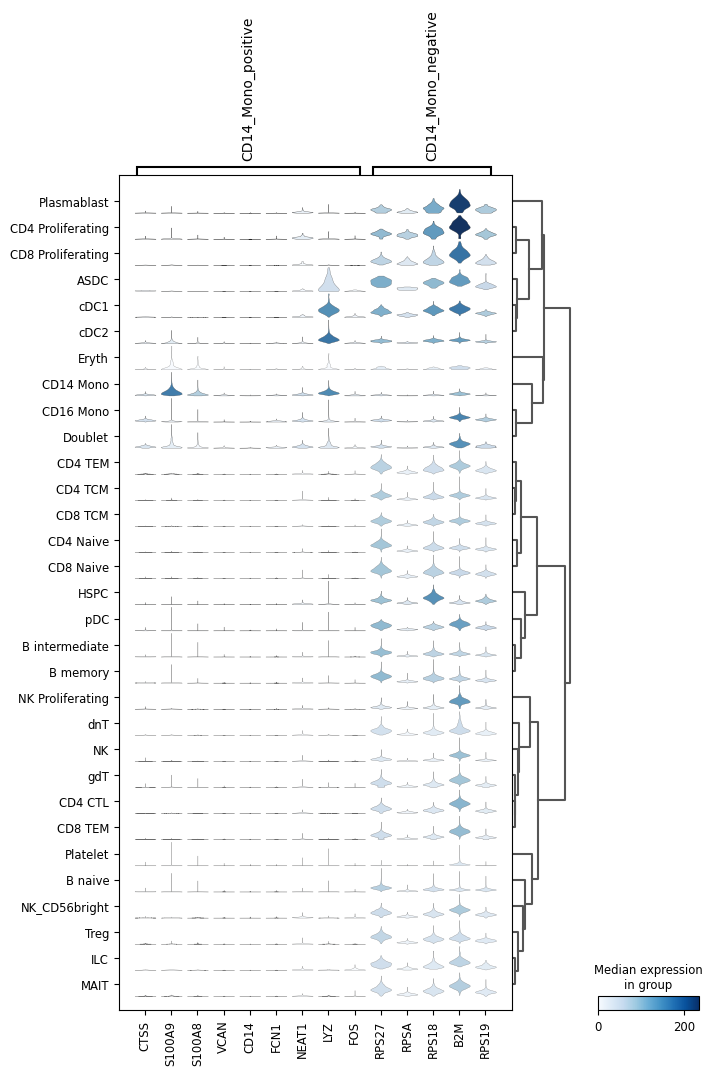 CD14_Mono_positive
CD14_Mono_negative
Plasmablast
CD4 Proliferating
CD8 Proliferating
ASDC
cDC1
cDC2
Eryth
CD14 Mono
CD16 Mono
Doublet
CD4 TEM
CD4 TCM
CD8 TCM
CD4 Naive
CD8 Naive
HSPC
pDC
B intermediate
B memory
NK Proliferating
dnT
NK
gdT
CD4 CTL
CD8 TEM
Platelet
B naive
NK_CD56bright
Treg
ILC
MAIT
CTSS
S100A9
S100A8
VCAN
CD14
FCN1
NEAT1
LYZ
FOS
RPS27
RPSA
RPS18
B2M
RPS19
Median expression
in group
0 200